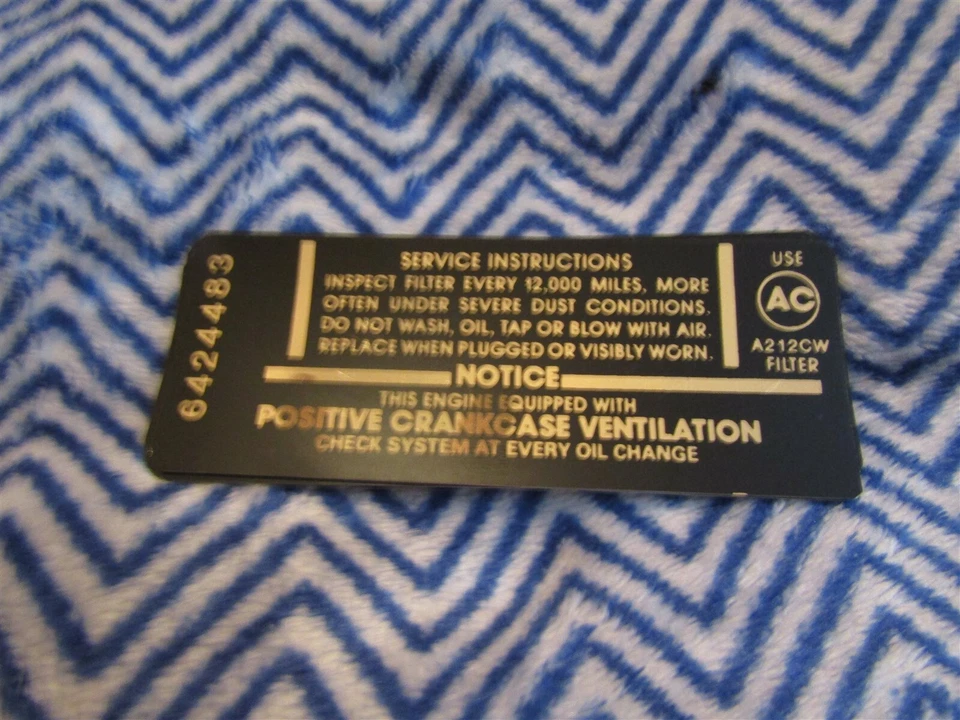 6424483
SERVICE INSTRUCTIONS
INSPECT FILTER EVERY 12,000 MILES, MORE
OFTEN UNDER SEVERE DUST CONDITIONS.
DO NOT WASH, OIL, TAP OR BLOW WITH AIR.
REPLACE WHEN PLUGGED OR VISIBLY WORN.
USE
AC
A212CW
FILTER
NOTICE
THIS ENGINE EQUIPPED WITH
POSITIVE CRANKCASE VENTILATION
CHECK SYSTEM AT EVERY OIL CHANGE